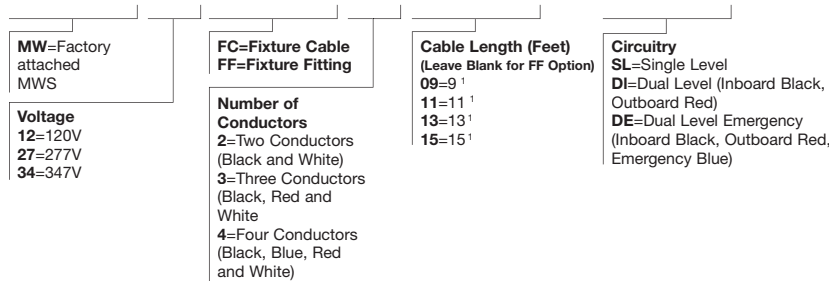 MW=Factory
attached
MWS
Voltage
12=120V
27=277V
34=347V
FC=Fixture Cable
FF=Fixture Fitting
Number of
Conductors
2=Two Conductors
(Black and White)
3=Three Conductors
(Black, Red and
White
4=Four Conductors
(Black, Blue, Red
and White)
Cable Length (Feet)
(Leave Blank for FF Option)
09=9 ¹
11=11 ¹
13=13 ¹
15=15 ¹
Circuitry
SL=Single Level
DI=Dual Level (Inboard Black,
Outboard Red)
DE=Dual Level Emergency
(Inboard Black, Outboard Red,
Emergency Blue)